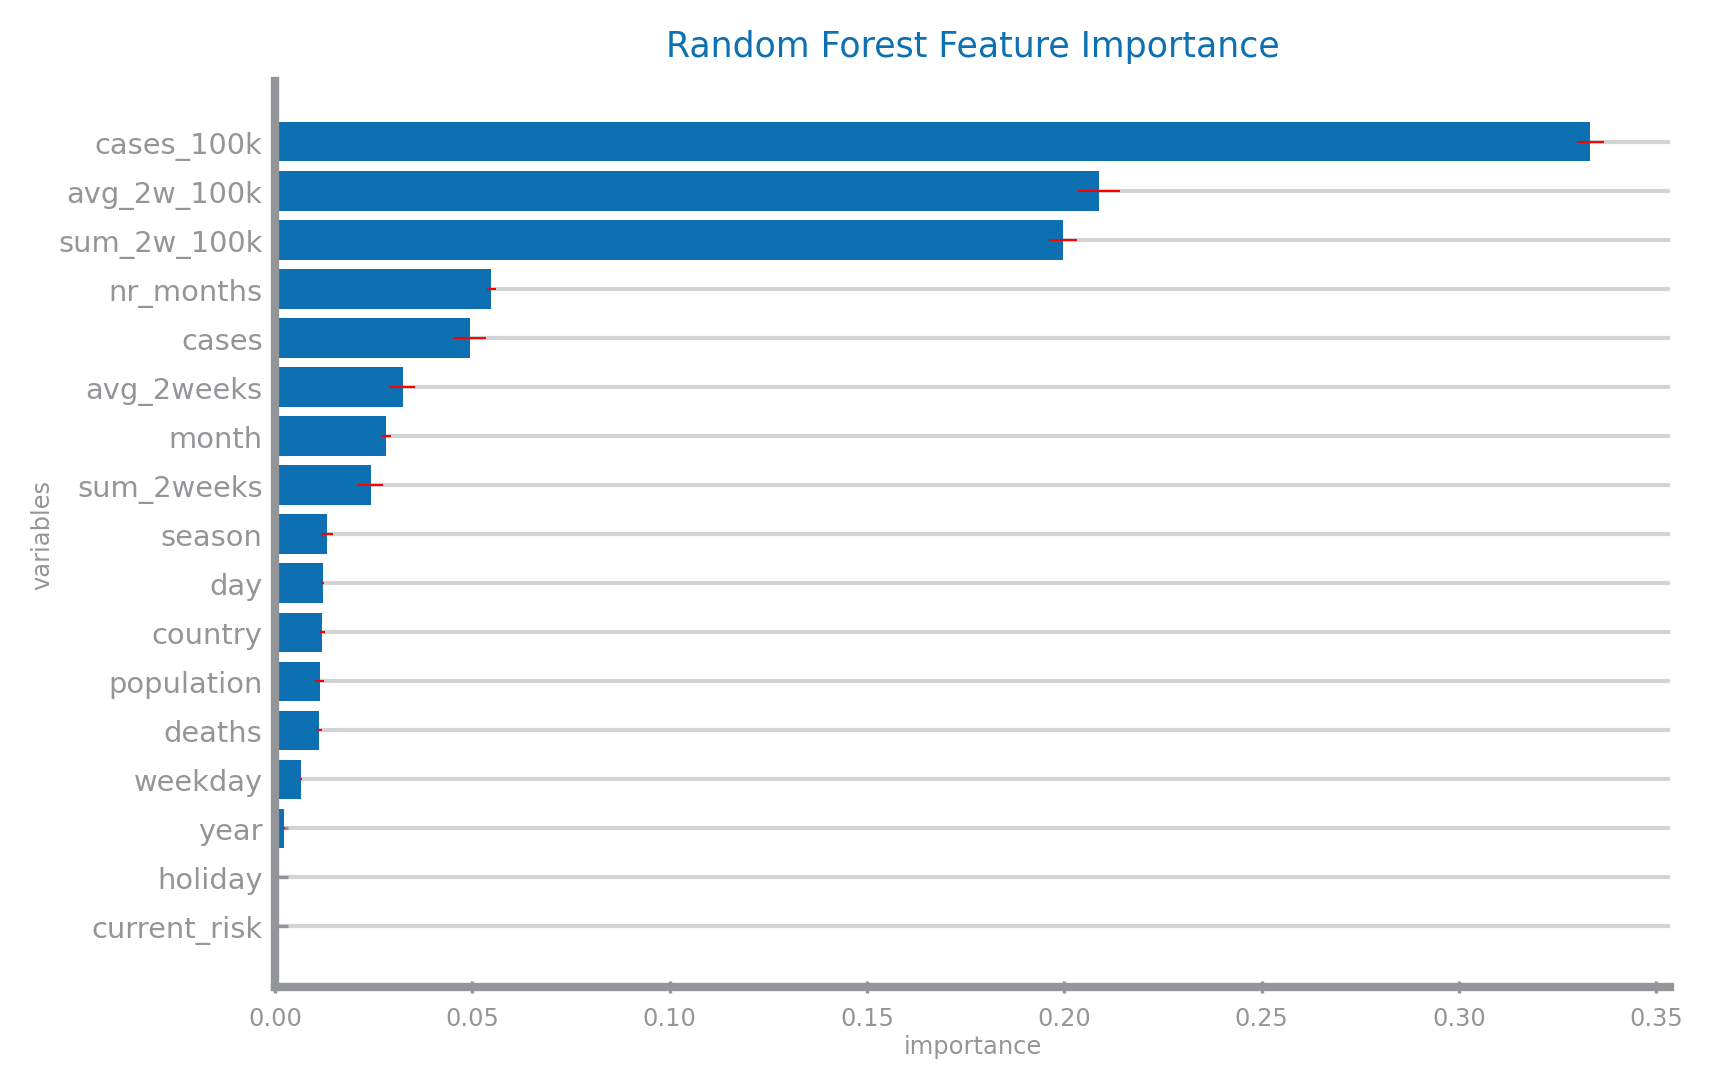 Random Forest Feature Importance
cases_100k
avg_2w_100k
sum_2w_100k
nr_months
cases
avg_2weeks
month
sum_2weeks
season
day
country
population
deaths
weekday
year
holiday
current_risk
variables
0.00 0.05 0.10 0.15 0.20 0.25 0.30 0.35
importance